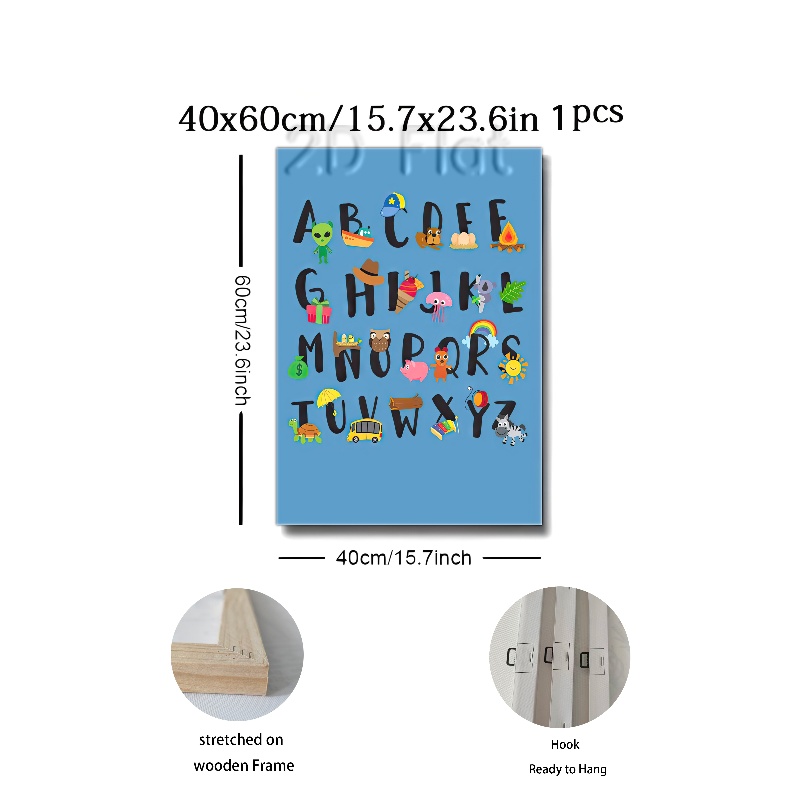 40x60cm/15.7x23.6in 1pcs
2D Flat
A B C D E F
G H I J K L
M N O P Q R S
T U V W X Y Z
$
60cm/23.6inch
40cm/15.7inch
stretched on
wooden Frame
Hook
Ready to Hang